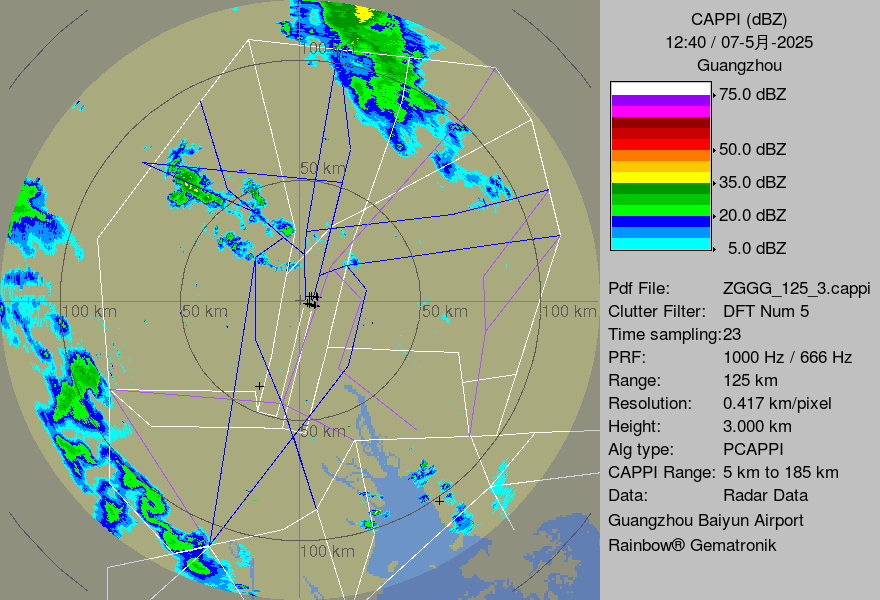 CAPPI (dBZ)
12:40 / 07-5月-2025
Guangzhou
75.0 dBZ
50.0 dBZ
35.0 dBZ
20.0 dBZ
5.0 dBZ
Pdf File: ZGGG_125_3.cappi
Clutter Filter: DFT Num 5
Time sampling:23
PRF: 1000 Hz / 666 Hz
Range: 125 km
Resolution: 0.417 km/pixel
Height: 3.000 km
Alg type: PCAPPI
CAPPI Range: 5 km to 185 km
Data: Radar Data
Guangzhou Baiyun Airport
Rainbow® Gematronik
100 km
50 km
100 km
50 km
50 km
100 km
50 km
100 km